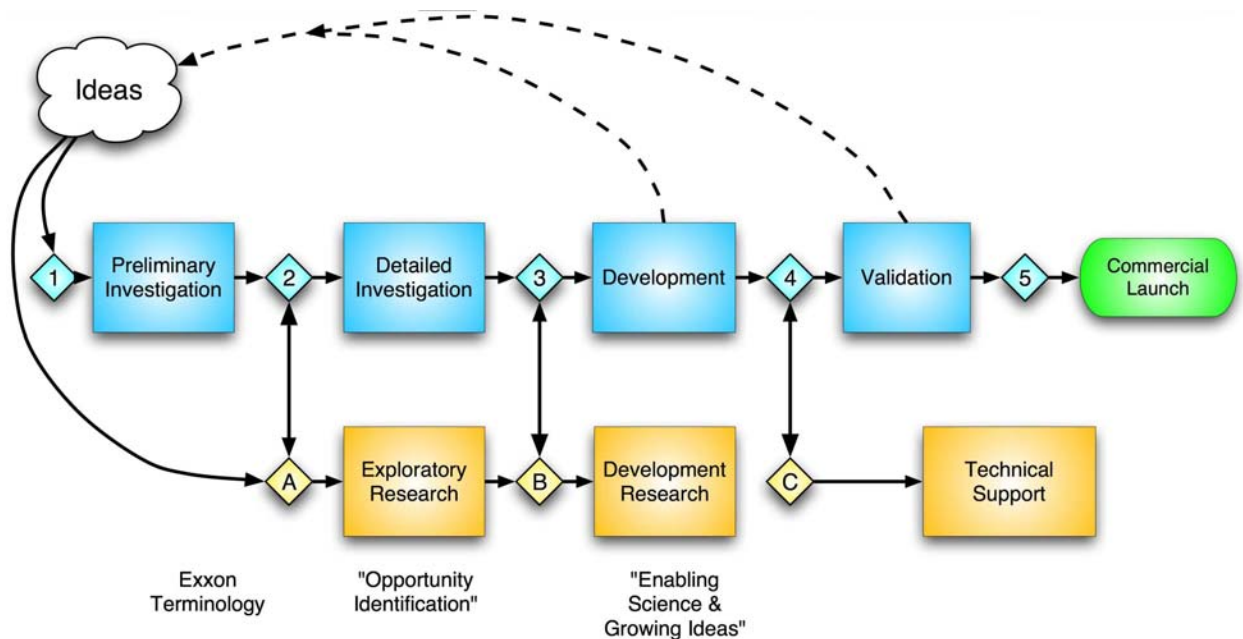 Ideas
1
Preliminary
Investigation
2
Detailed
Investigation
3
Development
4
Validation
5
Commercial
Launch
A
Exploratory
Research
B
Development
Research
C
Technical
Support
Exxon
Terminology
"Opportunity
Identification"
"Enabling
Science &
Growing Ideas"